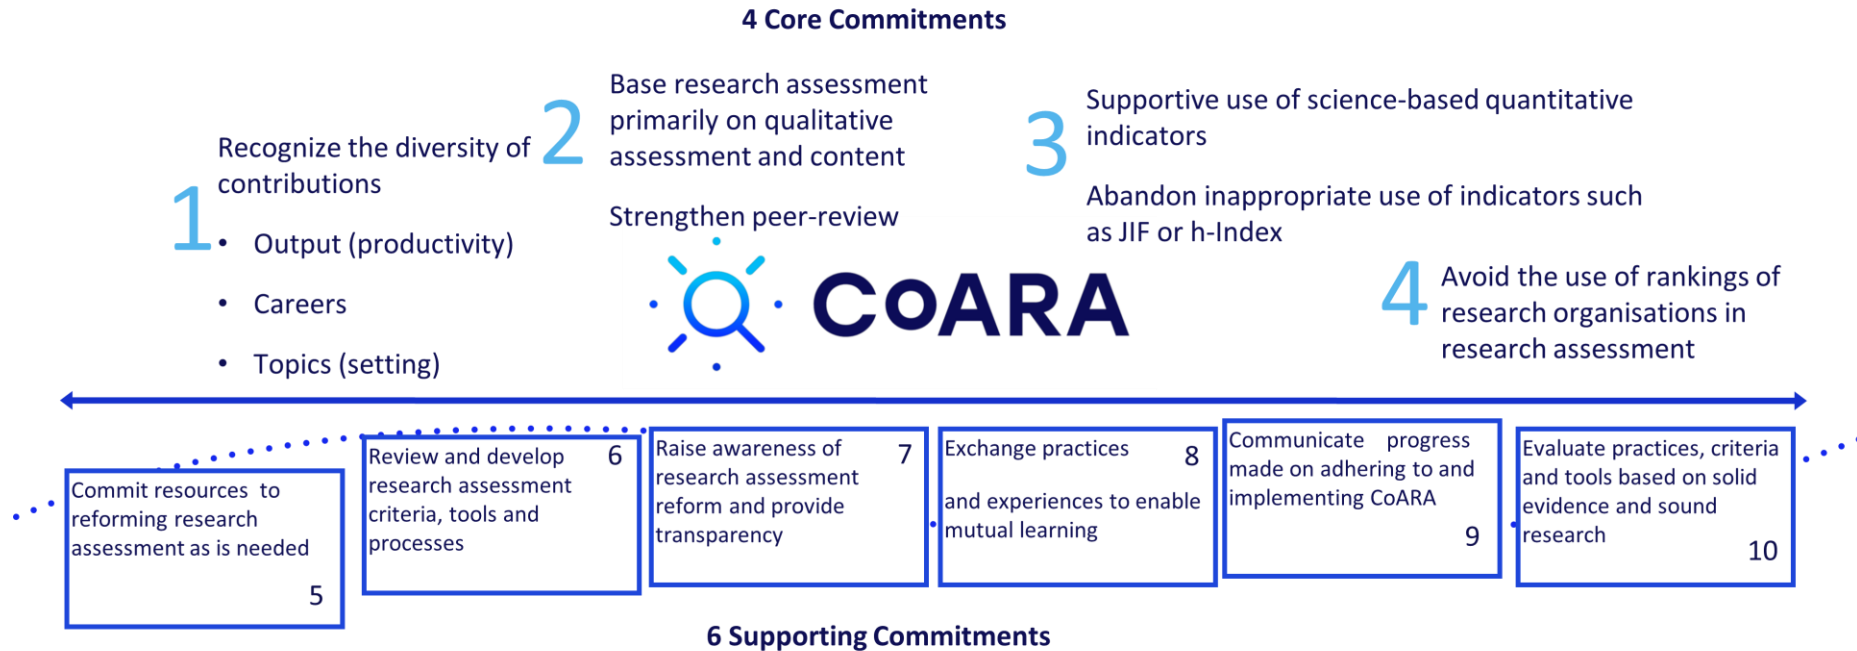 4 Core Commitments
1
Recognize the diversity of
contributions
• Output (productivity)
• Careers
• Topics (setting)
2
Base research assessment
primarily on qualitative
assessment and content
Strengthen peer-review
3
Supportive use of science-based quantitative
indicators
Abandon inappropriate use of indicators such
as JIF or h-Index
4
Avoid the use of rankings of
research organisations in
research assessment
CoARA
Commit resources to
reforming research
assessment as is needed
5
Review and develop
research assessment
criteria, tools and
processes
6
Raise awareness of
research assessment
reform and provide
transparency
7
Exchange practices
and experiences to enable
mutual learning
8
Communicate progress
made on adhering to and
implementing CoARA
9
Evaluate practices, criteria
and tools based on solid
evidence and sound
research
10
6 Supporting Commitments